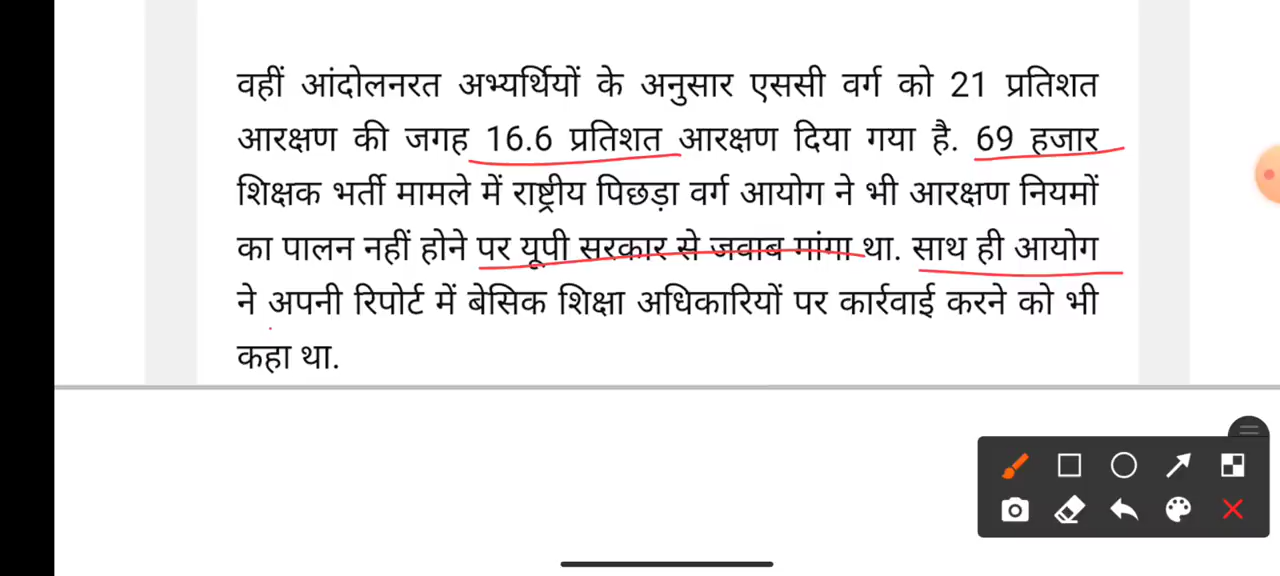 वहीं आंदोलनरत अभ्यर्थियों के अनुसार एससी वर्ग को 21 प्रतिशत
आरक्षण की जगह 16.6 प्रतिशत आरक्षण दिया गया है. 69 हजार
शिक्षक भर्ती मामले में राष्ट्रीय पिछड़ा वर्ग आयोग ने भी आरक्षण नियमों
का पालन नहीं होने पर यूपी सरकार से जवाब मांगा था. साथ ही आयोग
ने अपनी रिपोर्ट में बेसिक शिक्षा अधिकारियों पर कार्रवाई करने को भी
कहा था.